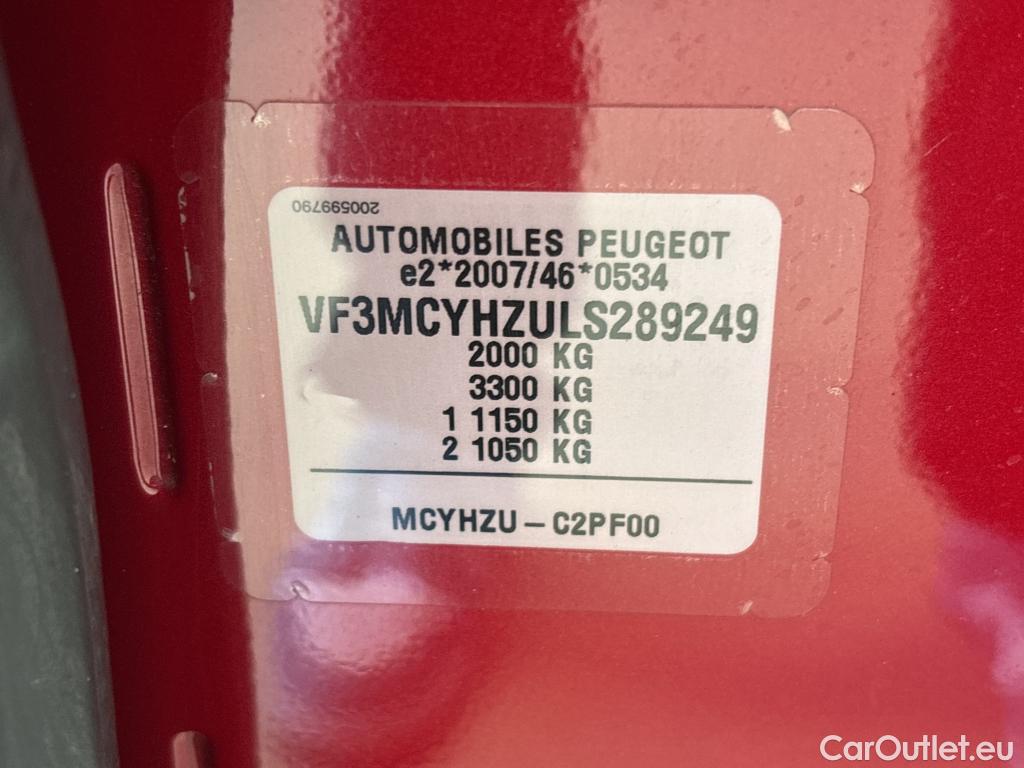 200599790
AUTOMOBILES PEUGEOT
e2*2007/46*0534
VF3MCYHZULS289249
2000 KG
3300 KG
1 1150 KG
2 1050 KG
MCYHZU – C2PF00
CarOutlet.eu